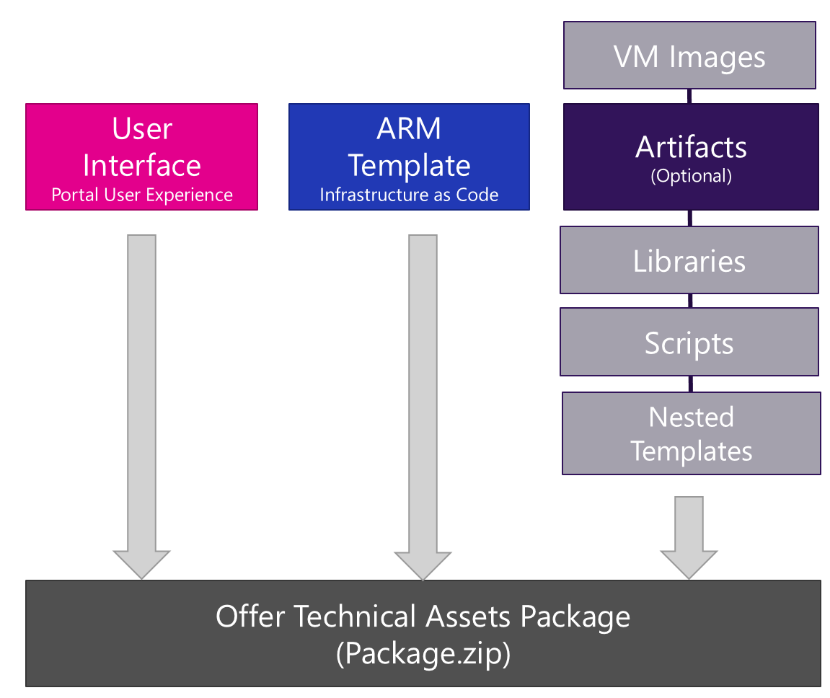 VM Images
User
Interface
Portal User Experience
ARM
Template
Infrastructure as Code
Artifacts
(Optional)
Libraries
Scripts
Nested
Templates
Offer Technical Assets Package
(Package.zip)